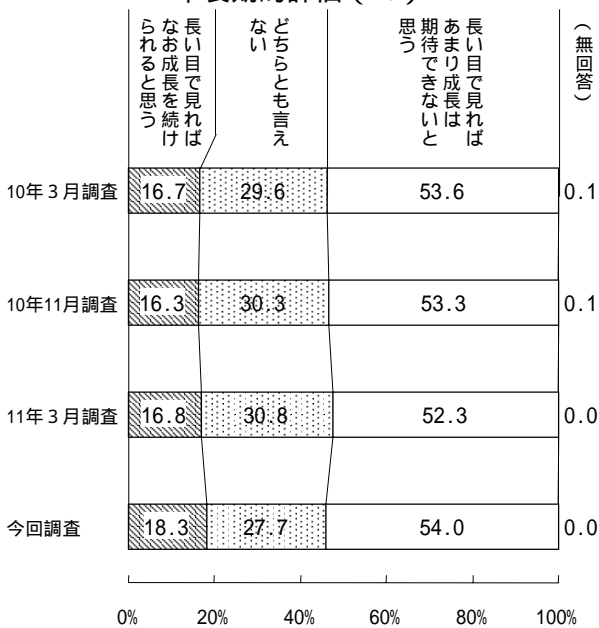 長い目で見れば
なお成長を続け
られると思う
どちらとも言え
ない
長い目で見れば
あまり成長は
期待できないと
思う
（無回答）
10年３月調査 16.7 29.6 53.6 0.1
10年11月調査 16.3 30.3 53.3 0.1
11年３月調査 16.8 30.8 52.3 0.0
今回調査 18.3 27.7 54.0 0.0
0% 20% 40% 60% 80% 100%